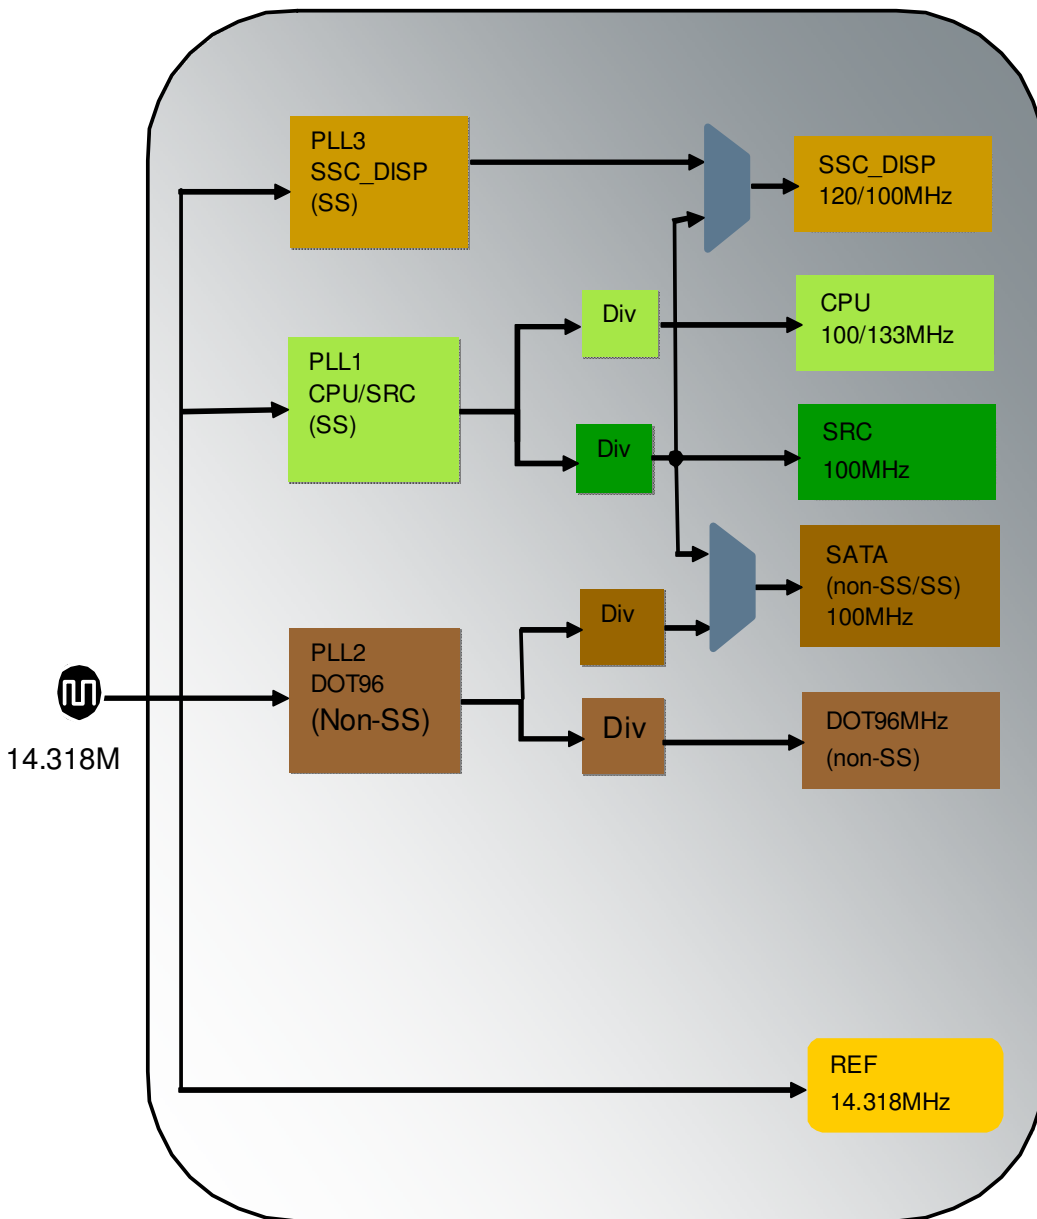 PLL3
SSC_DISP
(SS)
SSC_DISP
120/100MHz
Div
CPU
100/133MHz
PLL1
CPU/SRC
(SS)
Div
SRC
100MHz
SATA
(non-SS/SS)
100MHz
Div
PLL2
DOT96
(Non-SS)
Div
DOT96MHz
(non-SS)
14.318M
REF
14.318MHz